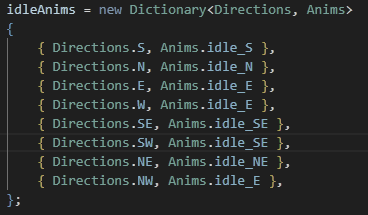 idleAnims = new Dictionary<Directions, Anims>
{
    { Directions.S, Anims.idle_S },
    { Directions.N, Anims.idle_N },
    { Directions.E, Anims.idle_E },
    { Directions.W, Anims.idle_E },
    { Directions.SE, Anims.idle_SE },
    { Directions.SW, Anims.idle_SE },
    { Directions.NE, Anims.idle_NE },
    { Directions.NW, Anims.idle_E },
};